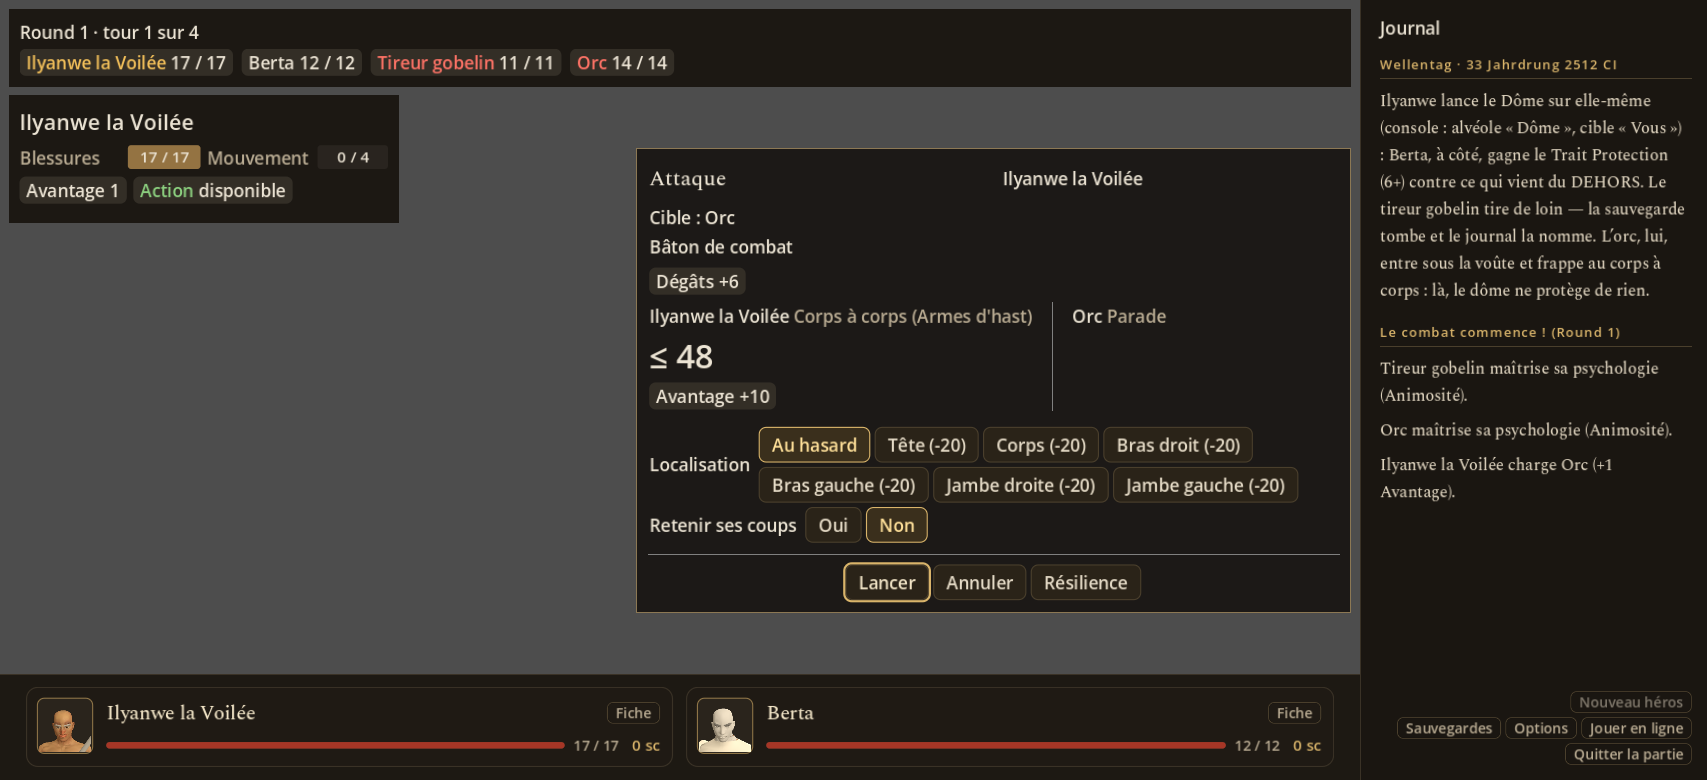 Round 1 · tour 1 sur 4
Ilyanwe la Voilée 17 / 17 Berta 12 / 12 Tireur gobelin 11 / 11 Orc 14 / 14
Ilyanwe la Voilée
Blessures 17 / 17 Mouvement 0 / 4
Avantage 1 Action disponible
Attaque Ilyanwe la Voilée
Cible : Orc
Bâton de combat
Dégâts +6
Ilyanwe la Voilée Corps à corps (Armes d'hast) Orc Parade
≤ 48
Avantage +10
Localisation Au hasard Tête (-20) Corps (-20) Bras droit (-20)
Bras gauche (-20) Jambe droite (-20) Jambe gauche (-20)
Retenir ses coups Oui Non
Lancer Annuler Résilience
Ilyanwe la Voilée Fiche
17 / 17 0 sc
Berta Fiche
12 / 12 0 sc
Journal
Wellentag · 33 Jahrdrung 2512 CI
Ilyanwe lance le Dôme sur elle-même
(console : alvéole « Dôme », cible « Vous »)
: Berta, à côté, gagne le Trait Protection
(6+) contre ce qui vient du DEHORS. Le
tireur gobelin tire de loin — la sauvegarde
tombe et le journal la nomme. L’orc, lui,
entre sous la voûte et frappe au corps à
corps : là, le dôme ne protège de rien.
Le combat commence ! (Round 1)
Tireur gobelin maîtrise sa psychologie
(Animosité).
Orc maîtrise sa psychologie (Animosité).
Ilyanwe la Voilée charge Orc (+1
Avantage).
Nouveau héros
Sauvegardes Options Jouer en ligne
Quitter la partie